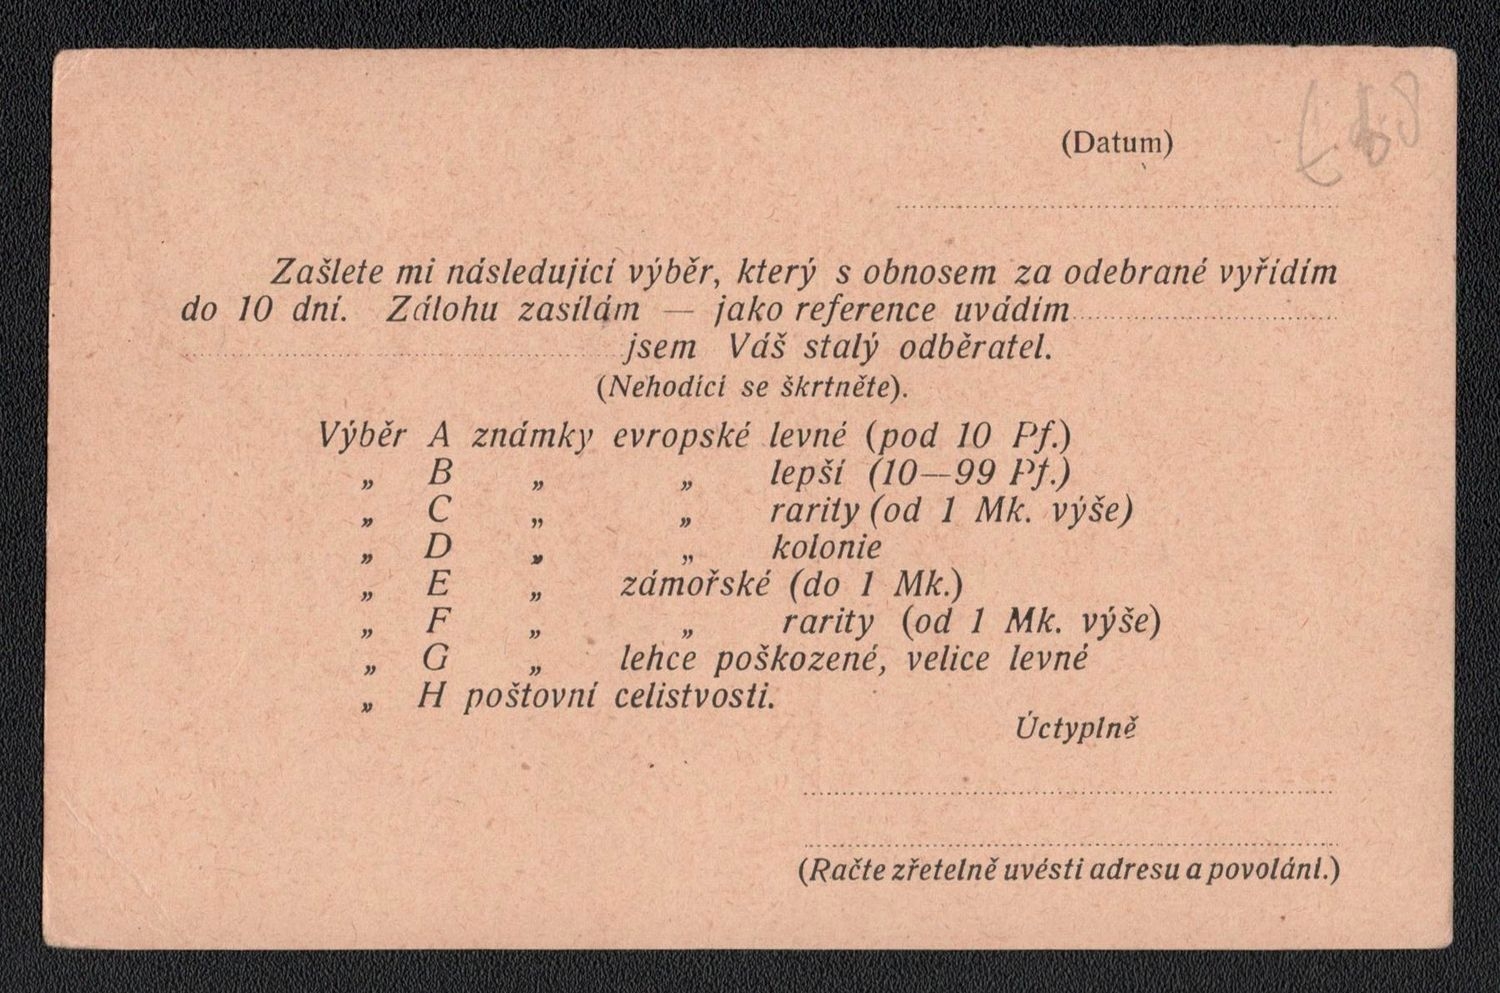 (Datum)
Zašlete mi následující výběr, který s obnosem za odebrané vyřídím
do 10 dní. Zálohu zasílám — jako reference uvádím
jsem Váš stalý odběratel.
(Nehodící se škrtněte).
Výběr A známky evropské levné (pod 10 Pf.)
„ B „ „ lepší (10—99 Pf.)
„ C „ „ rarity (od 1 Mk. výše)
„ D „ „ kolonie
„ E „ zámořské (do 1 Mk.)
„ F „ „ rarity (od 1 Mk. výše)
„ G „ lehce poškozené, velice levné
„ H poštovní celistvosti.
Úctyplně
(Račte zřetelně uvésti adresu a povolání.)